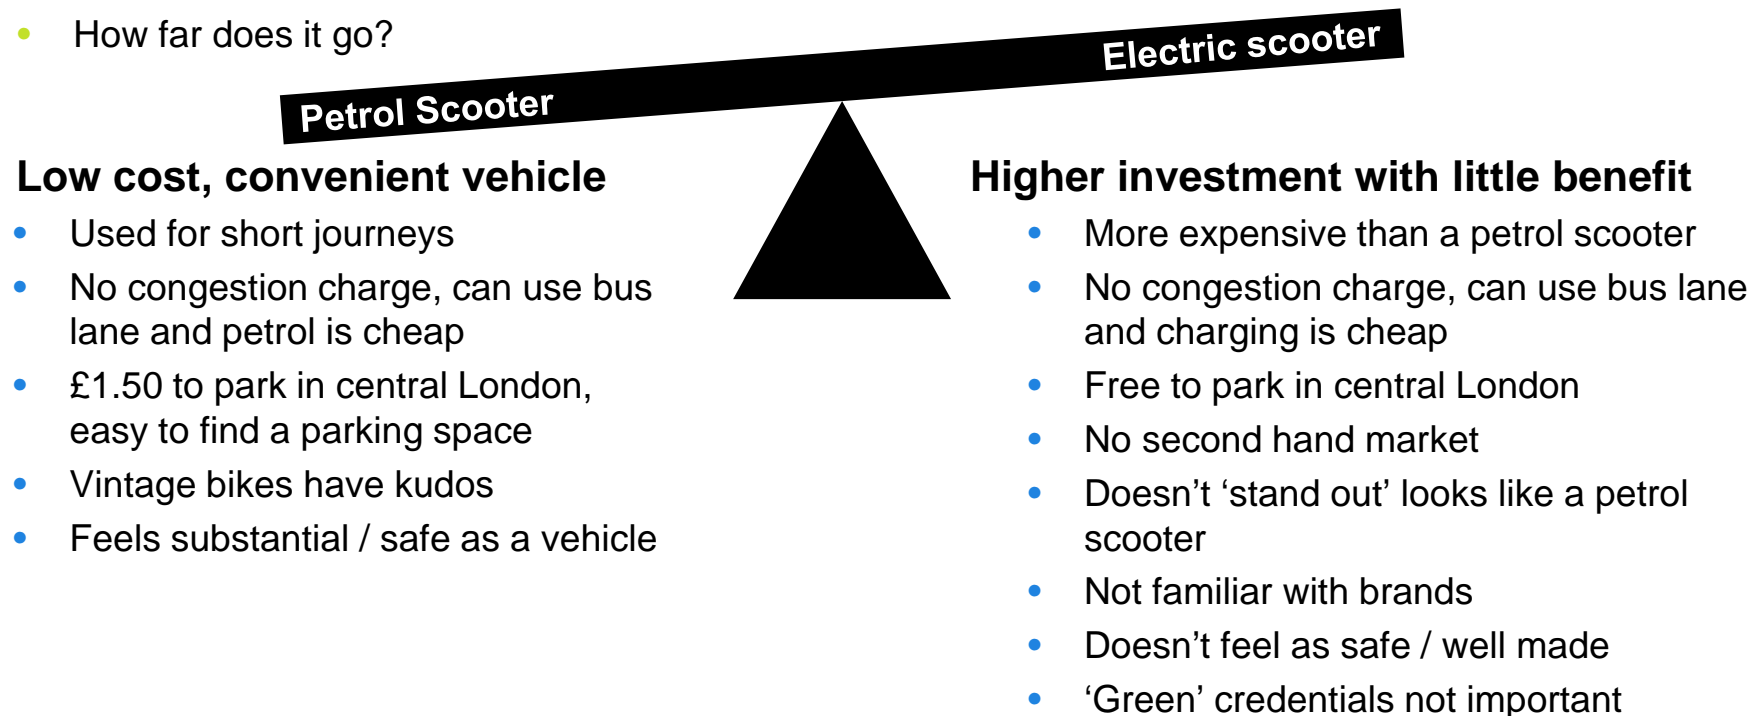 • How far does it go?
Electric scooter
Petrol Scooter
Low cost, convenient vehicle
• Used for short journeys
• No congestion charge, can use bus
lane and petrol is cheap
• £1.50 to park in central London,
easy to find a parking space
• Vintage bikes have kudos
• Feels substantial / safe as a vehicle
Higher investment with little benefit
• More expensive than a petrol scooter
• No congestion charge, can use bus lane
and charging is cheap
• Free to park in central London
• No second hand market
• Doesn’t ‘stand out’ looks like a petrol
scooter
• Not familiar with brands
• Doesn’t feel as safe / well made
• ‘Green’ credentials not important